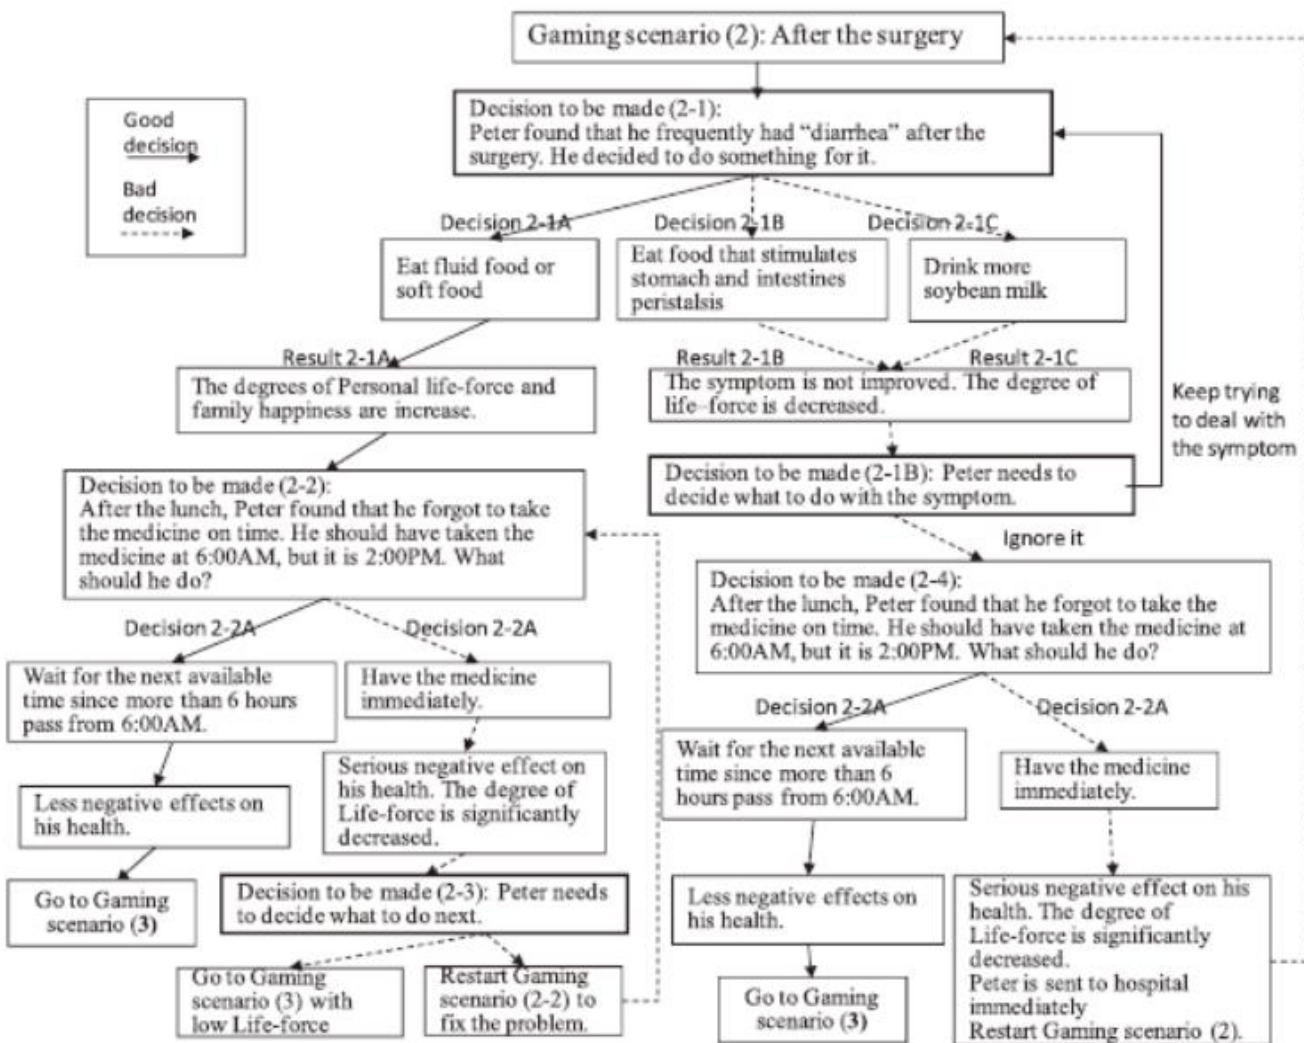 Gaming scenario (2): After the surgery
Good
decision
Bad
decision
Decision to be made (2-1):
Peter found that he frequently had “diarrhea” after the
surgery. He decided to do something for it.
Decision 2-1A
Decision 2-1B
Decision 2-1C
Eat fluid food or
soft food
Eat food that stimulates
stomach and intestines
peristalsis
Drink more
soybean milk
Result 2-1A
Result 2-1B
Result 2-1C
The degrees of Personal life-force and
family happiness are increase.
The symptom is not improved. The degree of
life-force is decreased.
Keep trying
to deal with
the symptom
Decision to be made (2-1B): Peter needs to
decide what to do with the symptom.
Ignore it
Decision to be made (2-2):
After the lunch, Peter found that he forgot to take
the medicine on time. He should have taken the
medicine at 6:00AM, but it is 2:00PM. What
should he do?
Decision 2-2A
Decision 2-2A
Wait for the next available
time since more than 6 hours
pass from 6:00AM.
Have the medicine
immediately.
Less negative effects on
his health.
Serious negative effect on
his health. The degree of
Life-force is significantly
decreased.
Go to Gaming
scenario (3)
Decision to be made (2-3): Peter needs
to decide what to do next.
Go to Gaming
scenario (3) with
low Life-force
Restart Gaming
scenario (2-2) to
fix the problem.
Decision to be made (2-4):
After the lunch, Peter found that he forgot to take the
medicine on time. He should have taken the medicine at
6:00AM, but it is 2:00PM. What should he do?
Decision 2-2A
Decision 2-2A
Wait for the next available
time since more than 6
hours pass from 6:00AM.
Have the medicine
immediately.
Less negative effects on
his health.
Serious negative effect on his
health. The degree of
Life-force is significantly
decreased.
Peter is sent to hospital
immediately
Restart Gaming scenario (2).
Go to Gaming
scenario (3)